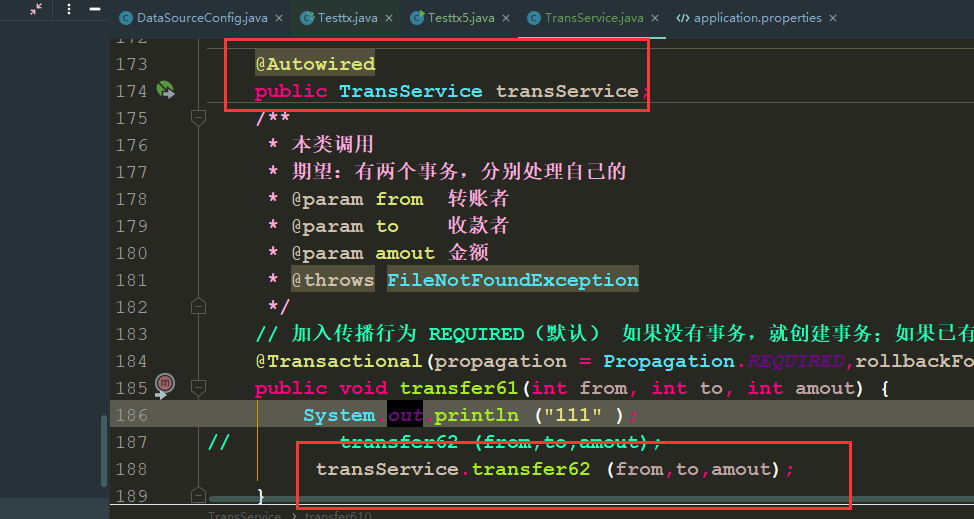 DataSourceConfig.java × Testtx.java × Testtx5.java × TransService.java × application.properties ×
172
173 @Autowired
174 public TransService transService;
175 /**
176 * 本类调用
177 * 期望：有两个事务，分别处理自己的
178 * @param from 转账者
179 * @param to 收款者
180 * @param amout 金额
181 * @throws FileNotFoundException
182 */
183 // 加入传播行为 REQUIRED（默认） 如果没有事务，就创建事务；如果已有
184 @Transactional(propagation = Propagation.REQUIRED,rollbackFo
185 public void transfer61(int from, int to, int amout) {
186 System.out.println ("111" );
187 // transfer62 (from,to,amout);
188 transService.transfer62 (from,to,amout);
189 }
TransService › transfer61()